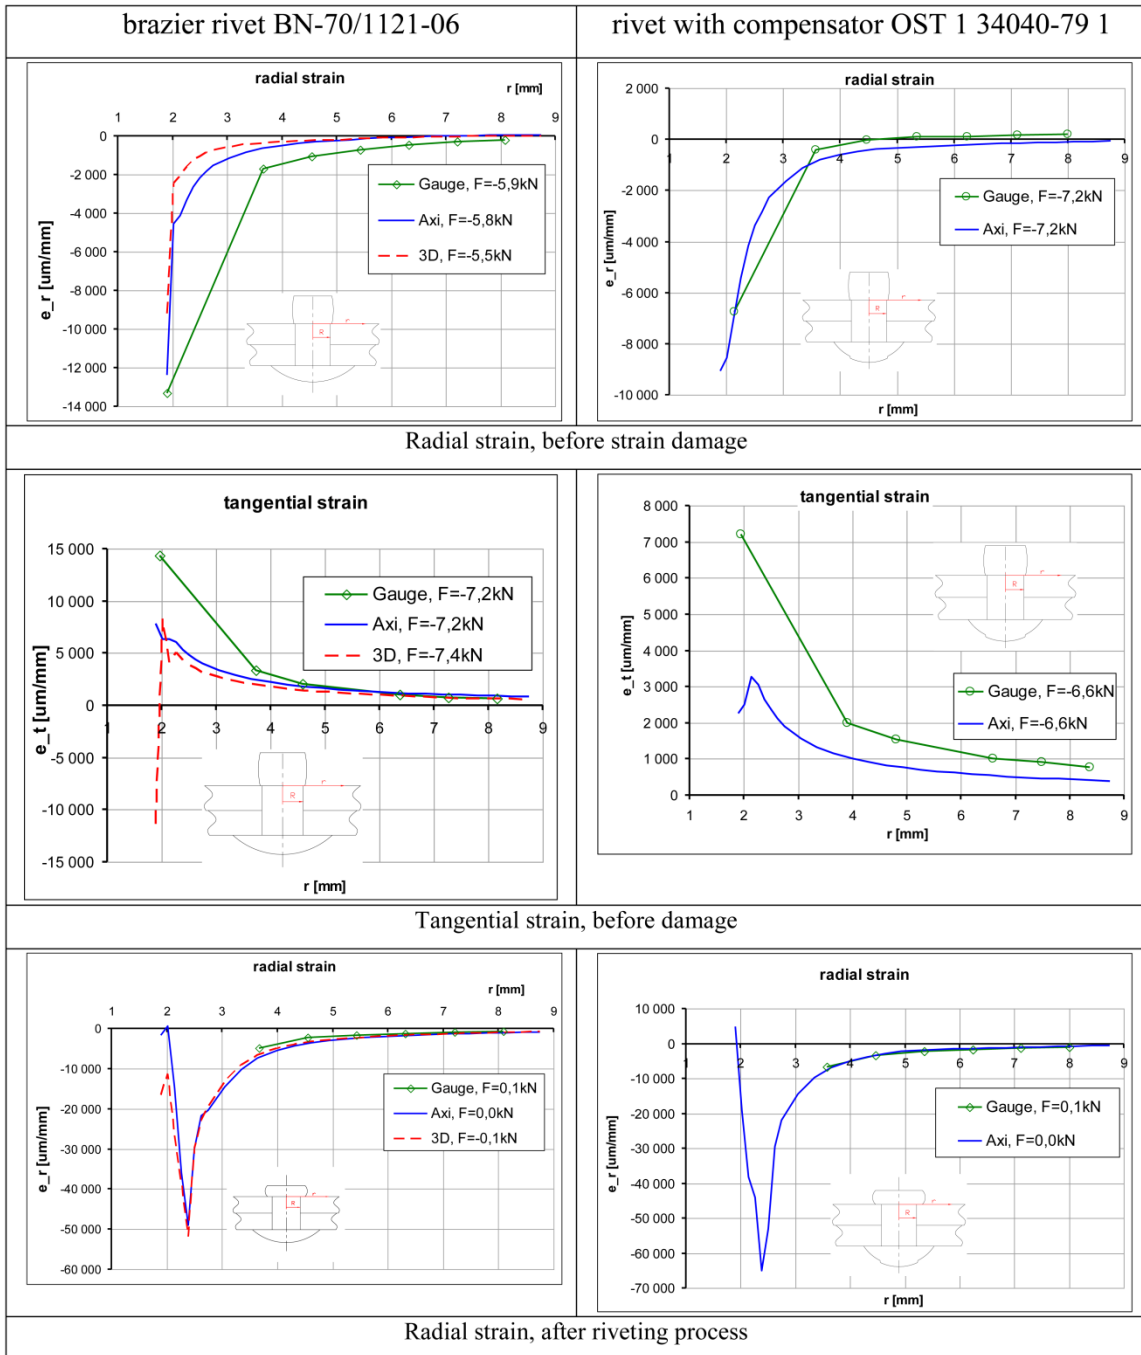 brazier rivet BN-70/1121-06
rivet with compensator OST 1 34040-79 1
radial strain
r [mm]
1 2 3 4 5 6 7 8 9
0
-2 000
-4 000
-6 000
-8 000
-10 000
-12 000
-14 000
e_r [um/mm]
Gauge, F=-5,9kN
Axi, F=-5,8kN
3D, F=-5,5kN
R
r
radial strain
2 000
0
-2 000
-4 000
-6 000
-8 000
-10 000
1 2 3 4 5 6 7 8 9
e_r [um/mm]
r [mm]
Gauge, F=-7,2kN
Axi, F=-7,2kN
R
r
Radial strain, before strain damage
tangential strain
15 000
10 000
5 000
0
-5 000
-10 000
-15 000
1 2 3 4 5 6 7 8 9
e_t [um/mm]
r [mm]
Gauge, F=-7,2kN
Axi, F=-7,2kN
3D, F=-7,4kN
R
r
tangential strain
8 000
7 000
6 000
5 000
4 000
3 000
2 000
1 000
0
1 2 3 4 5 6 7 8 9
e_t [um/mm]
r [mm]
Gauge, F=-6,6kN
Axi, F=-6,6kN
R
r
Tangential strain, before damage
radial strain
r [mm]
1 2 3 4 5 6 7 8 9
0
-10 000
-20 000
-30 000
-40 000
-50 000
-60 000
e_r [um/mm]
Gauge, F=0,1kN
Axi, F=0,0kN
3D, F=-0,1kN
R
r
radial strain
10 000
0
-10 000
-20 000
-30 000
-40 000
-50 000
-60 000
-70 000
1 2 3 4 5 6 7 8 9
e_r [um/mm]
r [mm]
Gauge, F=0,1kN
Axi, F=0,0kN
R
r
Radial strain, after riveting process